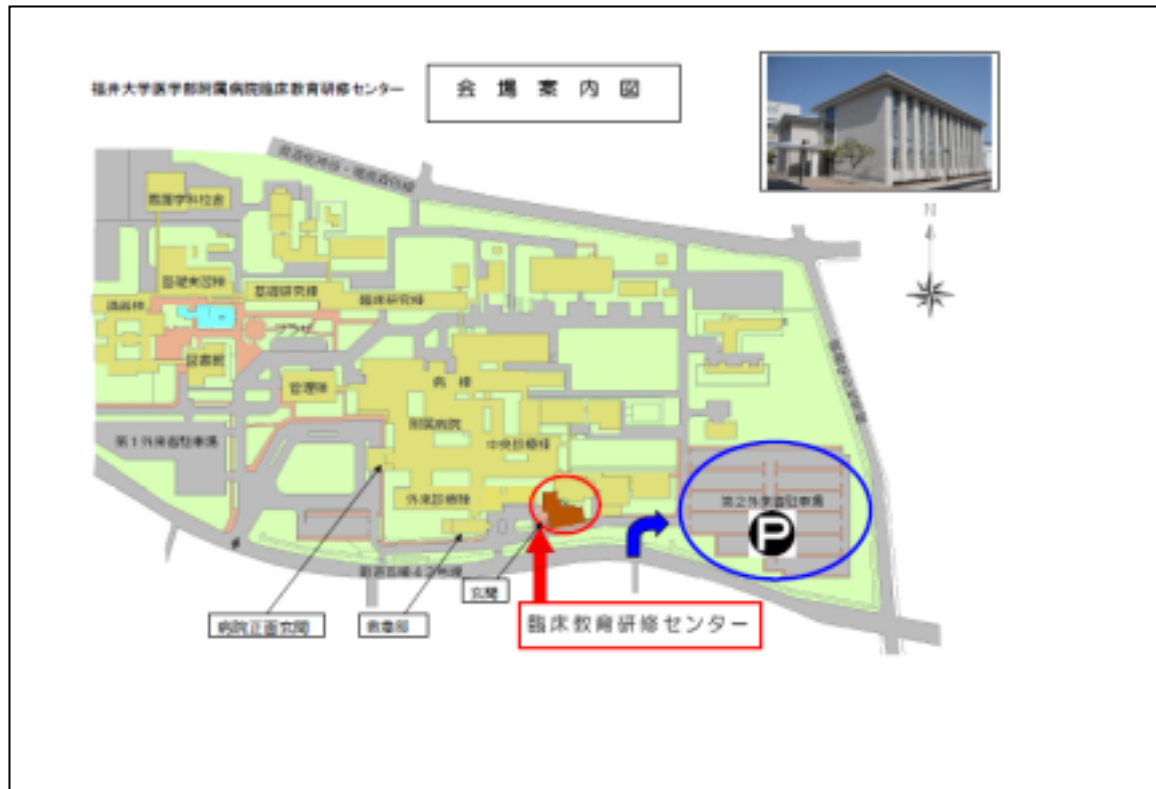 福井大学医学部附属病院臨床教育研修センター
会場案内図
N
看護学科校舎
基礎実習棟
基礎研究棟
臨床研究棟
講義棟
プラザ
図書館
管理棟
病棟
附属病院
中央診療棟
第1外来者駐車場
外来診療棟
第2外来者駐車場
P
玄関
病院正面玄関
救急部
臨床教育研修センター